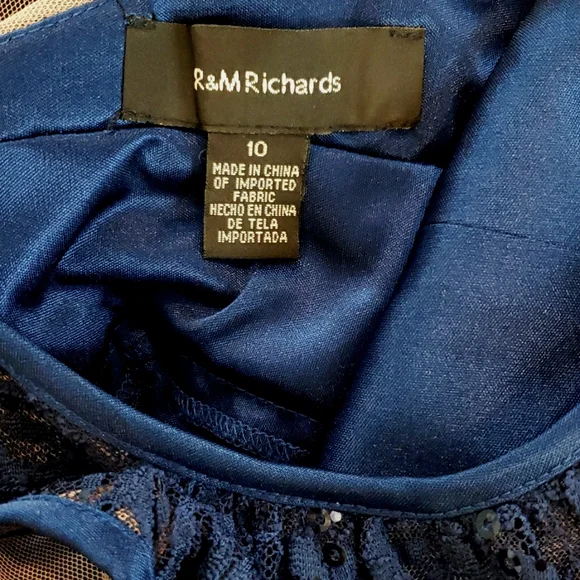 R&M Richards
10
MADE IN CHINA
OF IMPORTED
FABRIC
HECHO EN CHINA
DE TELA
IMPORTADA